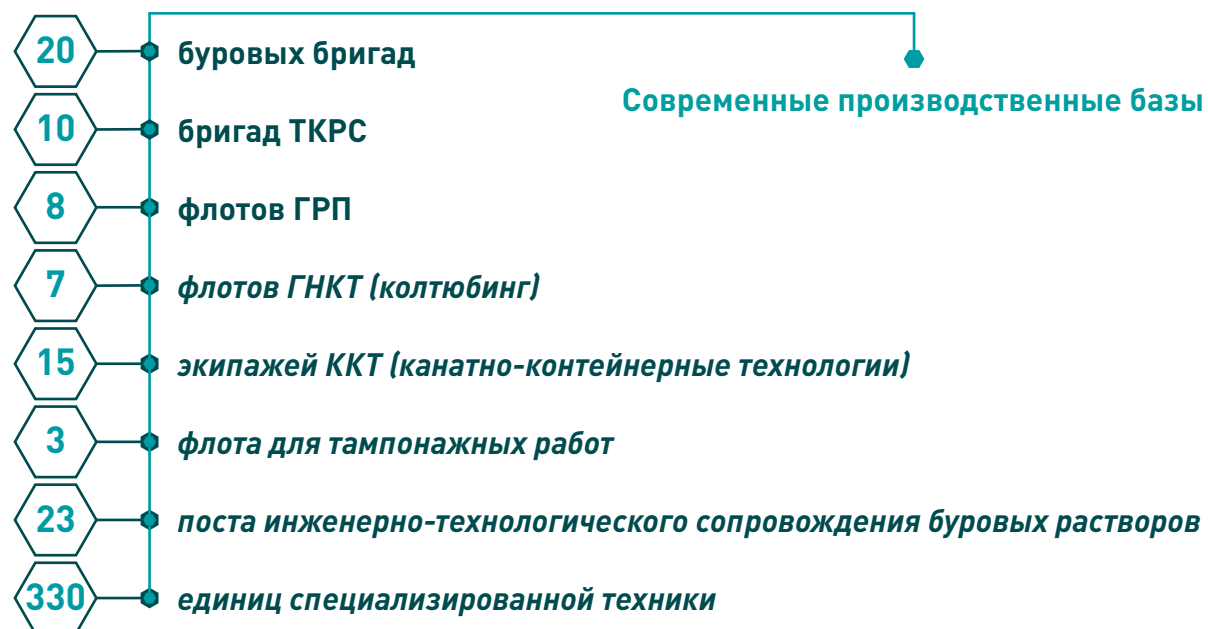 20 буровых бригад
Современные производственные базы
10 бригад ТКРС
8 флотов ГРП
7 флотов ГНКТ (колтюбинг)
15 экипажей ККТ (канатно-контейнерные технологии)
3 флота для тампонажных работ
23 поста инженерно-технологического сопровождения буровых растворов
330 единиц специализированной техники